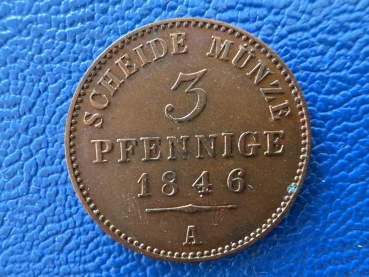 SCHEIDE MÜNZE
3
PFENNIGE
1846
A